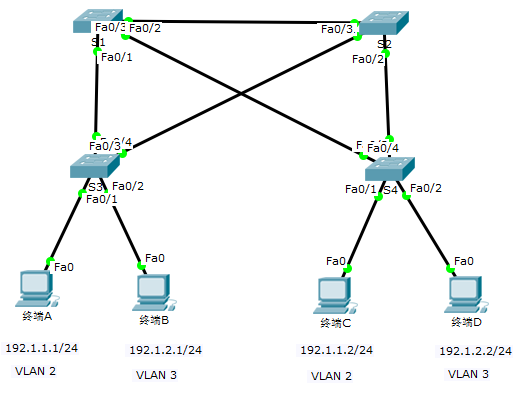 Fa0/3 Fa0/2 Fa0/3
S1 S2
Fa0/1 Fa0/2
Fa0/3 Fa0/4
S3 Fa0/2 Fa0/1 S4 Fa0/2
Fa0/1
Fa0 Fa0 Fa0 Fa0
终端A 终端B 终端C 终端D
192.1.1.1/24 192.1.2.1/24 192.1.1.2/24 192.1.2.2/24
VLAN 2 VLAN 3 VLAN 2 VLAN 3